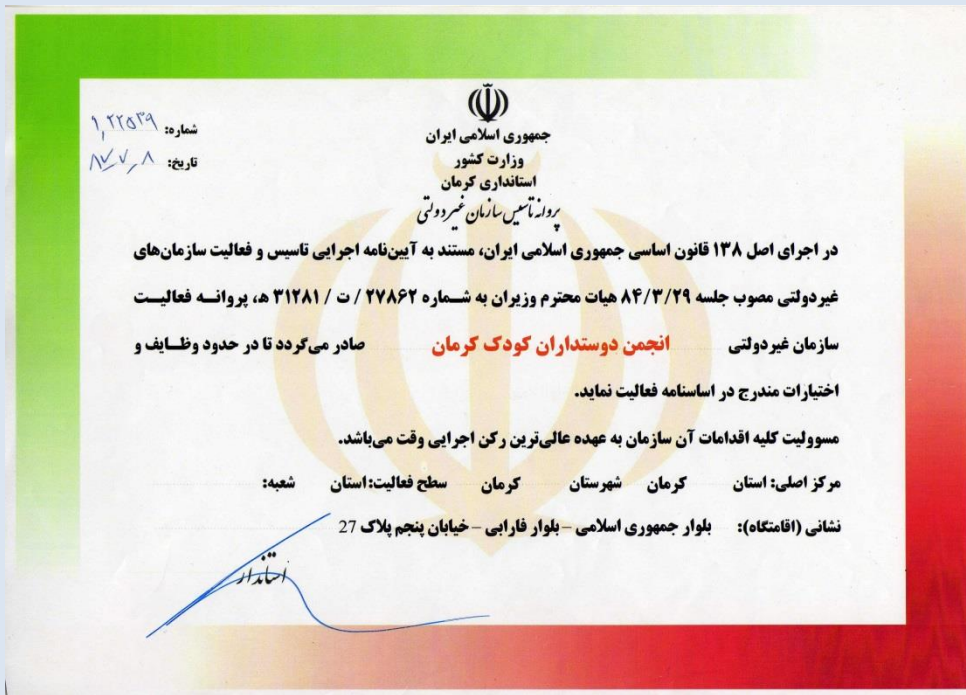 جمهوری اسلامی ایران
وزارت کشور
استانداری کرمان
پروانه تاسیس سازمان غیردولتی
شماره: ۱٫۲۲۵۳۹
تاریخ: ۸۷٫۷٫۸
در اجرای اصل ۱۳۸ قانون اساسی جمهوری اسلامی ایران، مستند به آیین‌نامه اجرایی تاسیس و فعالیت سازمان‌های
غیردولتی مصوب جلسه ۸۴/۳/۲۹ هیات محترم وزیران به شـــماره ۲۷۸۶۲ / ت / ۳۱۲۸۱ ه، پروانـــه فعالیـــت
سازمان غیردولتی انجمن دوستداران کودک کرمان صادر می‌گردد تا در حدود وظـــایف و
اختیارات مندرج در اساسنامه فعالیت نماید.
مسوولیت کلیه اقدامات آن سازمان به عهده عالی‌ترین رکن اجرایی وقت می‌باشد.
مرکز اصلی: استان کرمان شهرستان کرمان سطح فعالیت: استان شعبه:
نشانی (اقامتگاه): بلوار جمهوری اسلامی – بلوار فارابی – خیابان پنجم پلاک 27
استاندار